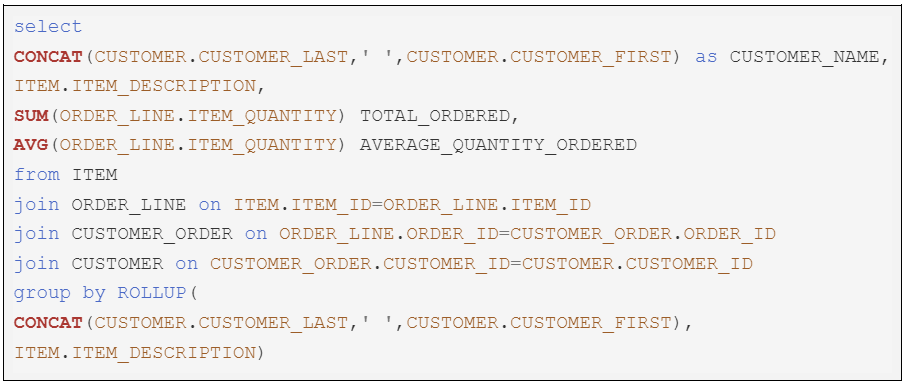 select
CONCAT(CUSTOMER.CUSTOMER_LAST,' ',CUSTOMER.CUSTOMER_FIRST) as CUSTOMER_NAME,
ITEM.ITEM_DESCRIPTION,
SUM(ORDER_LINE.ITEM_QUANTITY) TOTAL_ORDERED,
AVG(ORDER_LINE.ITEM_QUANTITY) AVERAGE_QUANTITY_ORDERED
from ITEM
join ORDER_LINE on ITEM.ITEM_ID=ORDER_LINE.ITEM_ID
join CUSTOMER_ORDER on ORDER_LINE.ORDER_ID=CUSTOMER_ORDER.ORDER_ID
join CUSTOMER on CUSTOMER_ORDER.CUSTOMER_ID=CUSTOMER.CUSTOMER_ID
group by ROLLUP(
CONCAT(CUSTOMER.CUSTOMER_LAST,' ',CUSTOMER.CUSTOMER_FIRST),
ITEM.ITEM_DESCRIPTION)